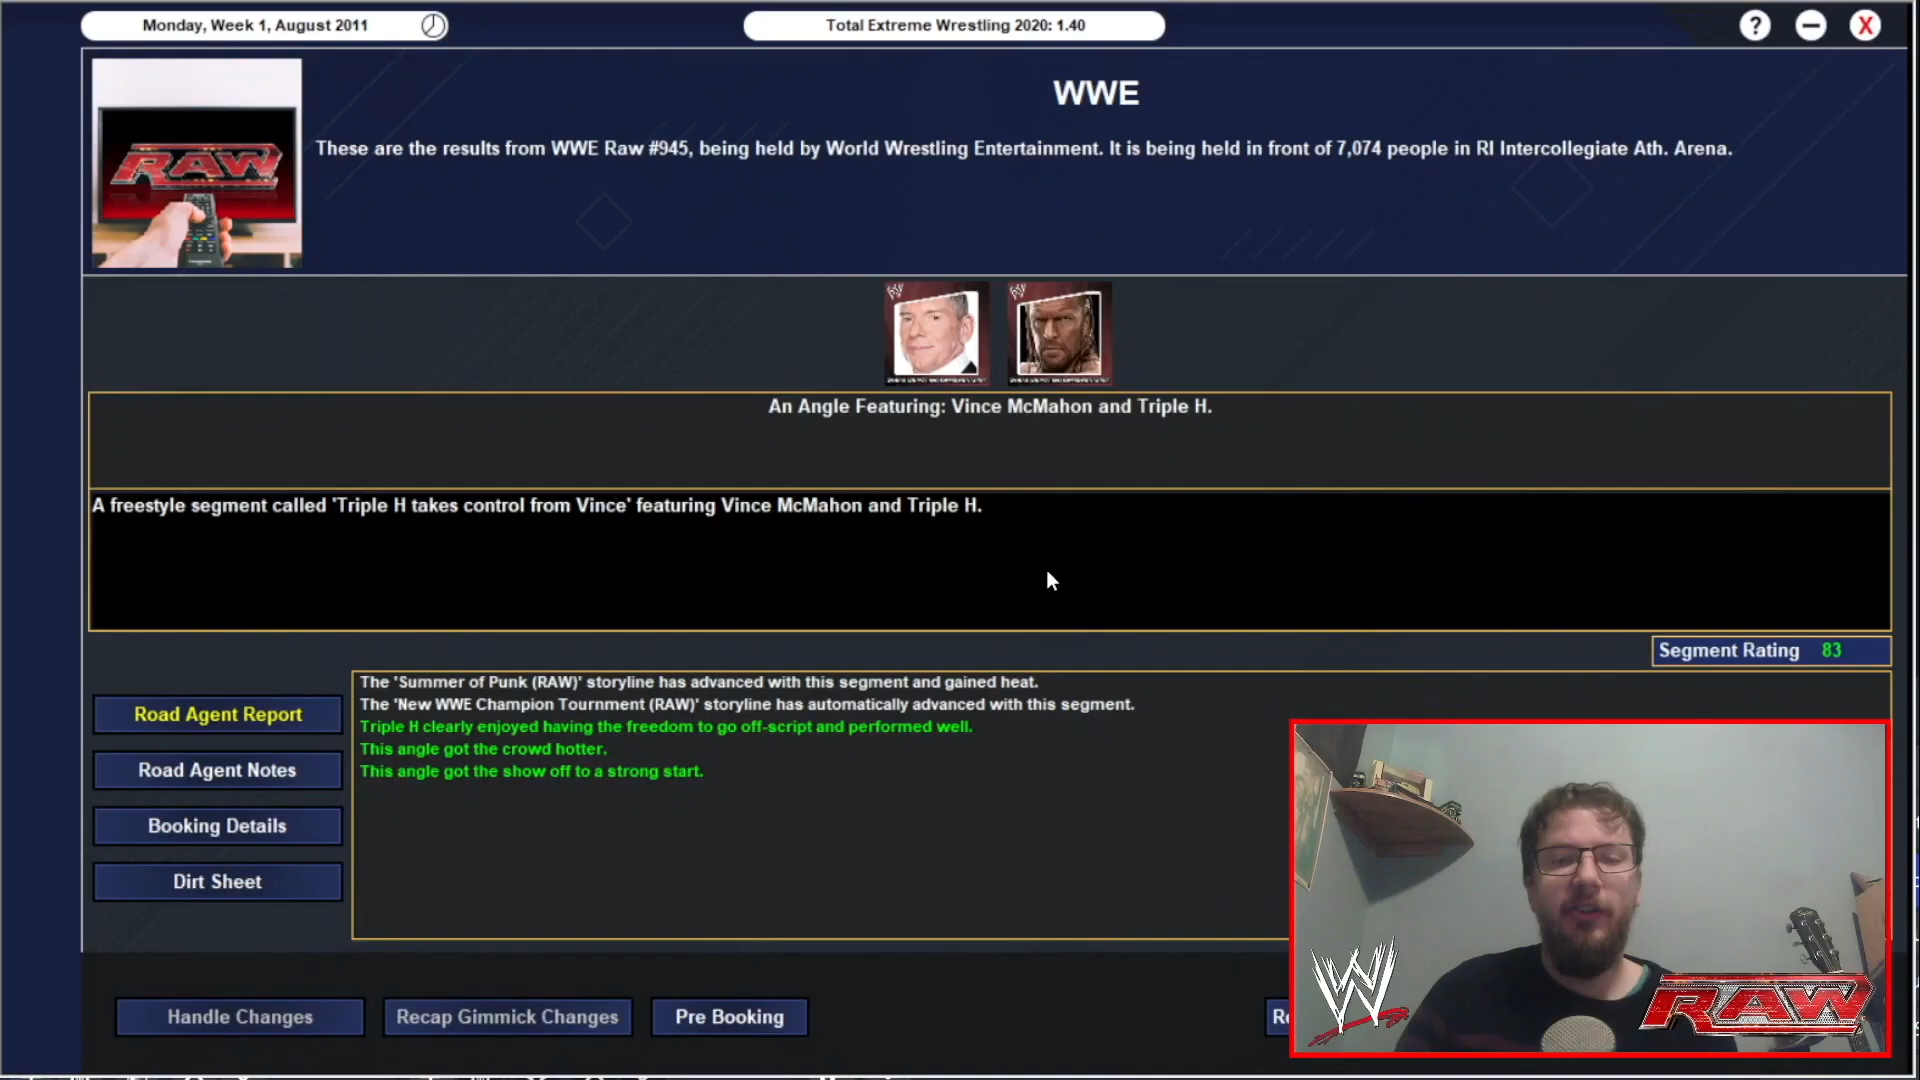 Monday, Week 1, August 2011
Total Extreme Wrestling 2020: 1.40
?
X
WWE
These are the results from WWE Raw #945, being held by World Wrestling Entertainment. It is being held in front of 7,074 people in RI Intercollegiate Ath. Arena.
RAW
An Angle Featuring: Vince McMahon and Triple H.
A freestyle segment called 'Triple H takes control from Vince' featuring Vince McMahon and Triple H.
Segment Rating 83
Road Agent Report
Road Agent Notes
Booking Details
Dirt Sheet
The 'Summer of Punk (RAW)' storyline has advanced with this segment and gained heat.
The 'New WWE Champion Tournment (RAW)' storyline has automatically advanced with this segment.
Triple H clearly enjoyed having the freedom to go off-script and performed well.
This angle got the crowd hotter.
This angle got the show off to a strong start.
Handle Changes
Recap Gimmick Changes
Pre Booking
W
RAW